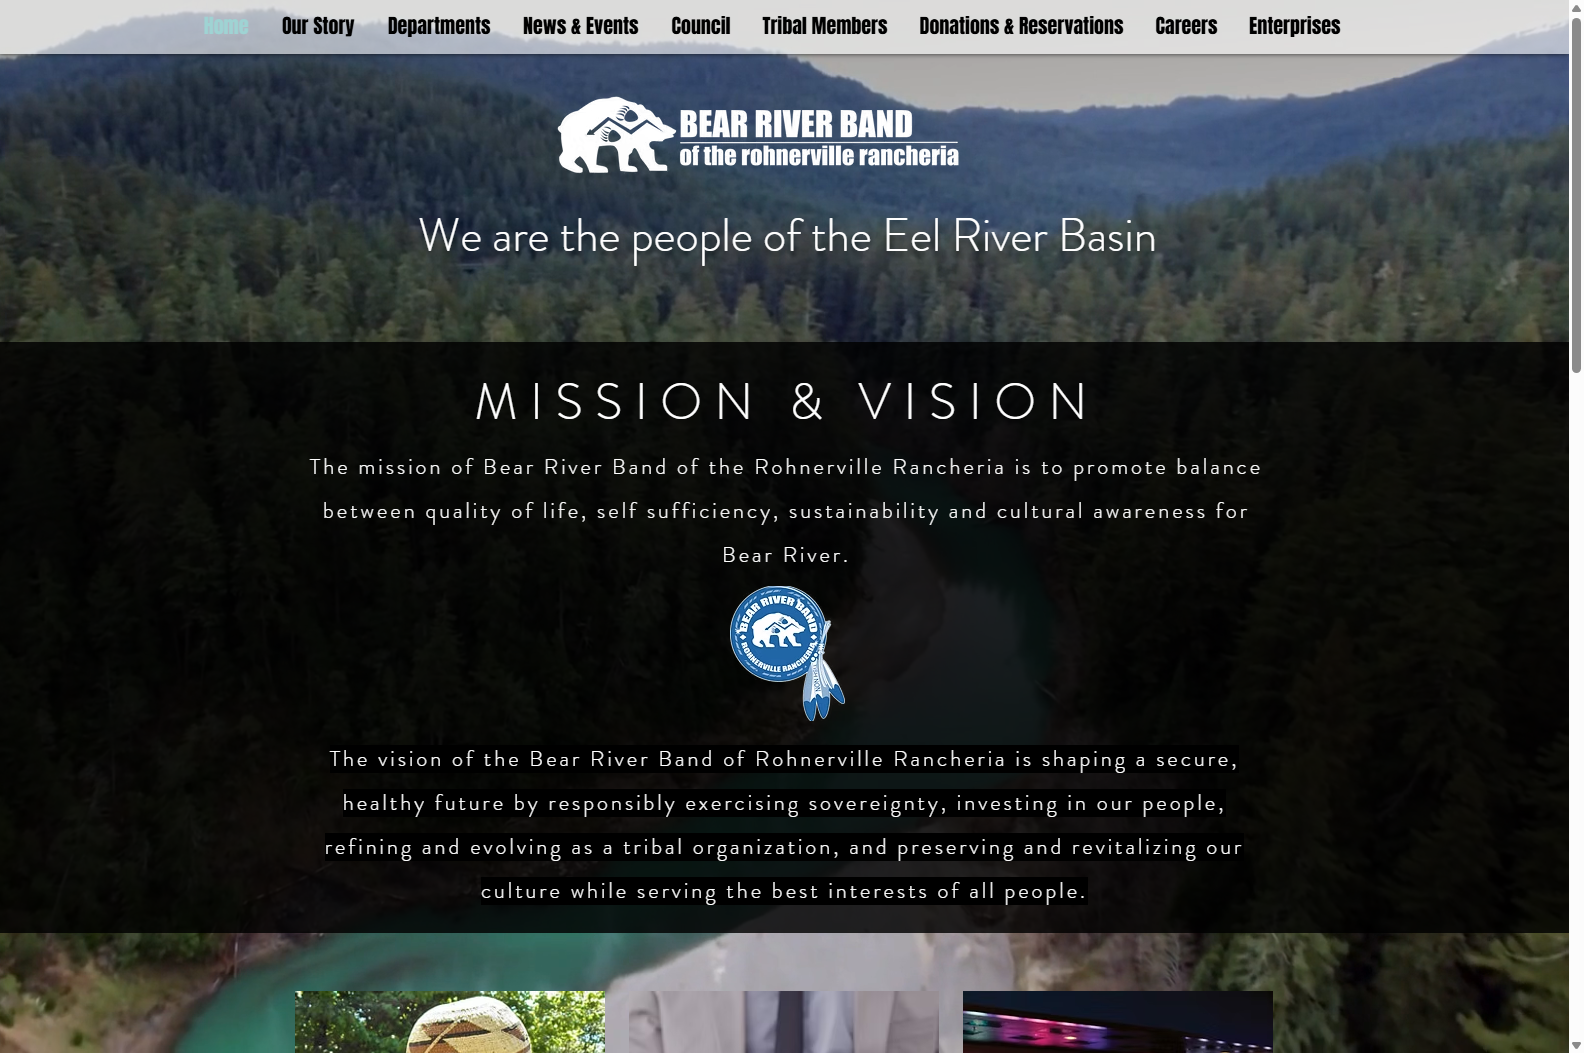 Home Our Story Departments News & Events Council Tribal Members Donations & Reservations Careers Enterprises
BEAR RIVER BAND
of the rohnerville rancheria
We are the people of the Eel River Basin
MISSION & VISION
The mission of Bear River Band of the Rohnerville Rancheria is to promote balance
between quality of life, self sufficiency, sustainability and cultural awareness for
Bear River.
BEAR RIVER BAND
ROHNERVILLE RANCHERIA
The vision of the Bear River Band of Rohnerville Rancheria is shaping a secure,
healthy future by responsibly exercising sovereignty, investing in our people,
refining and evolving as a tribal organization, and preserving and revitalizing our
culture while serving the best interests of all people.